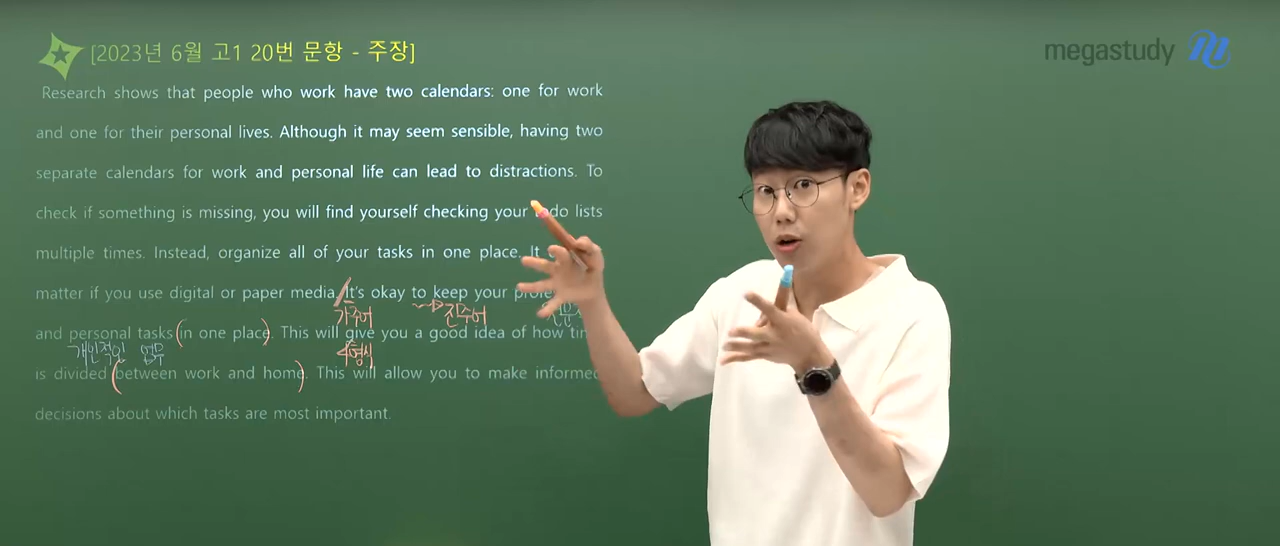 [2023년 6월 고1 20번 문항 - 주장]
megastudy
Research shows that people who work have two calendars: one for work
and one for their personal lives. Although it may seem sensible, having two
separate calendars for work and personal life can lead to distractions. To
check if something is missing, you will find yourself checking your lists
multiple times. Instead, organize all of your tasks in one place. It
matter if you use digital or paper media. It's okay to keep your
가주어 진주어
and personal tasks (in one place). This will give you a good idea of how
개인적인 업무 4형식
is divided (between work and home). This will allow you to make informed
decisions about which tasks are most important.